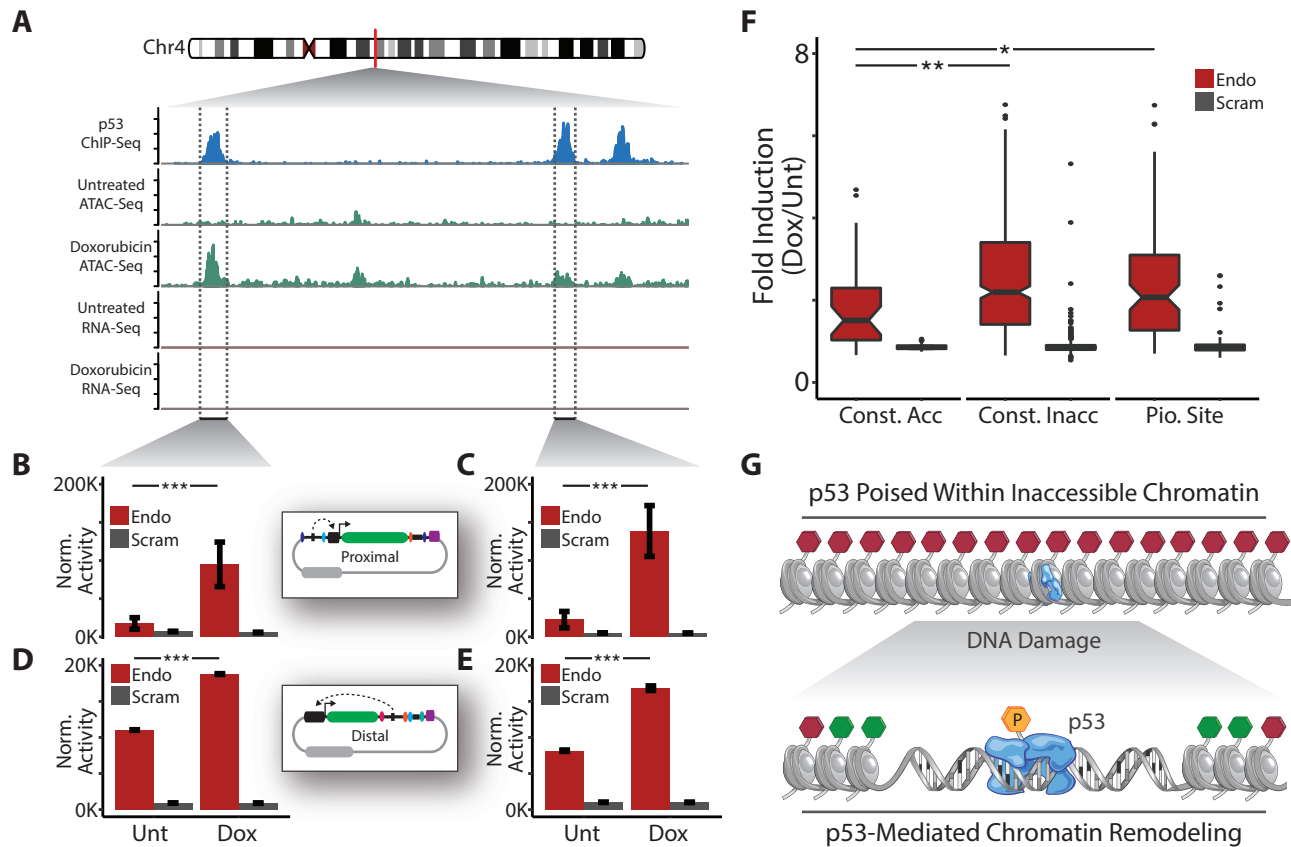 A
Chr4
p53
ChIP-Seq
Untreated
ATAC-Seq
Doxorubicin
ATAC-Seq
Untreated
RNA-Seq
Doxorubicin
RNA-Seq
B
200K
***
Endo
Scram
Norm.
Activity
0K
Proximal
C
200K
***
Endo
Scram
Norm.
Activity
0K
D
20K
***
Endo
Scram
Norm.
Activity
0K
Unt
Dox
Distal
E
20K
***
Endo
Scram
Norm.
Activity
0K
Unt
Dox
F
8
*
**
Endo
Scram
Fold Induction
(Dox/Unt)
0
Const. Acc
Const. Inacc
Pio. Site
G
p53 Poised Within Inaccessible Chromatin
DNA Damage
P
p53
p53-Mediated Chromatin Remodeling